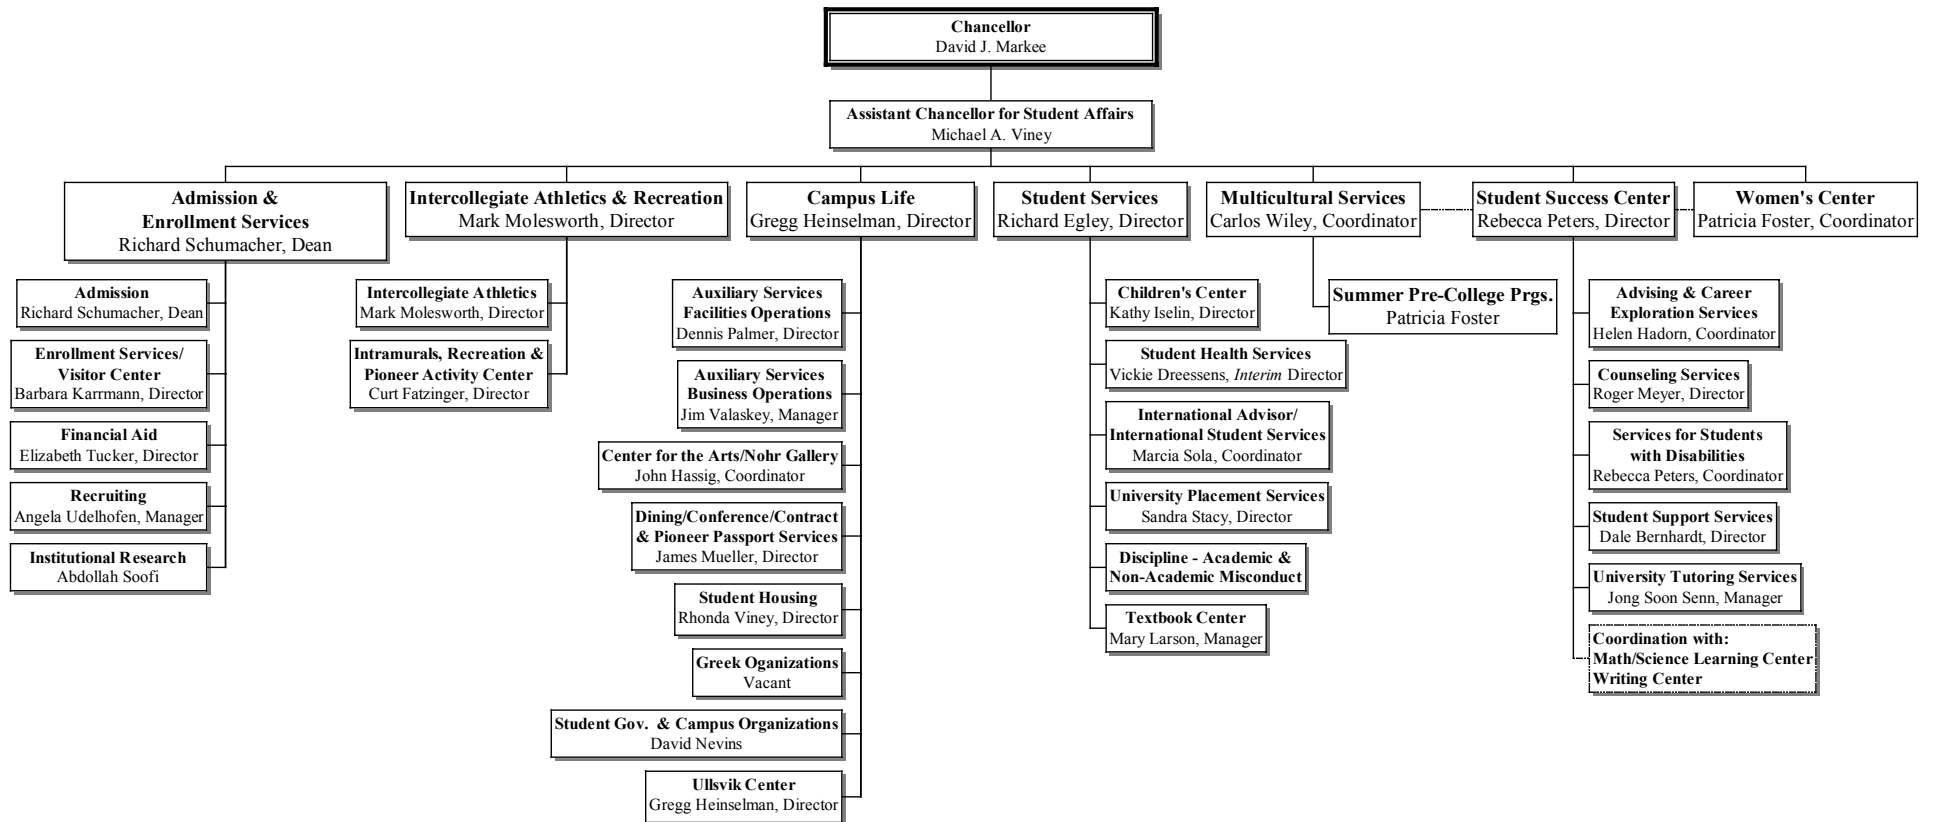 Chancellor
David J. Markee
Assistant Chancellor for Student Affairs
Michael A. Viney
Admission &
Enrollment Services
Richard Schumacher, Dean
Intercollegiate Athletics & Recreation
Mark Molesworth, Director
Campus Life
Gregg Heinselman, Director
Student Services
Richard Egley, Director
Multicultural Services
Carlos Wiley, Coordinator
Student Success Center
Rebecca Peters, Director
Women's Center
Patricia Foster, Coordinator
Admission
Richard Schumacher, Dean
Enrollment Services/
Visitor Center
Barbara Karrmann, Director
Financial Aid
Elizabeth Tucker, Director
Recruiting
Angela Udelhofen, Manager
Institutional Research
Abdollah Soofi
Intercollegiate Athletics
Mark Molesworth, Director
Intramurals, Recreation &
Pioneer Activity Center
Curt Fatzinger, Director
Auxiliary Services
Facilities Operations
Dennis Palmer, Director
Auxiliary Services
Business Operations
Jim Valaskey, Manager
Center for the Arts/Nohr Gallery
John Hassig, Coordinator
Dining/Conference/Contract
& Pioneer Passport Services
James Mueller, Director
Student Housing
Rhonda Viney, Director
Greek Oganizations
Vacant
Student Gov. & Campus Organizations
David Nevins
Ullsvik Center
Gregg Heinselman, Director
Children's Center
Kathy Iselin, Director
Student Health Services
Vickie Dreessens, Interim Director
International Advisor/
International Student Services
Marcia Sola, Coordinator
University Placement Services
Sandra Stacy, Director
Discipline - Academic &
Non-Academic Misconduct
Textbook Center
Mary Larson, Manager
Summer Pre-College Prgs.
Patricia Foster
Advising & Career
Exploration Services
Helen Hadorn, Coordinator
Counseling Services
Roger Meyer, Director
Services for Students
with Disabilities
Rebecca Peters, Coordinator
Student Support Services
Dale Bernhardt, Director
University Tutoring Services
Jong Soon Senn, Manager
Coordination with:
Math/Science Learning Center
Writing Center